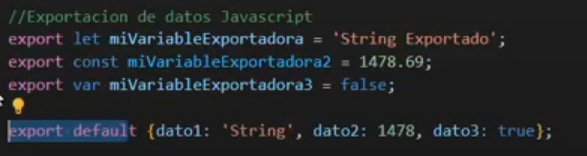 //Exportacion de datos Javascript
export let miVariableExportadora = 'String Exportado';
export const miVariableExportadora2 = 1478.69;
export var miVariableExportadora3 = false;
export default {dato1: 'String', dato2: 1478, dato3: true};